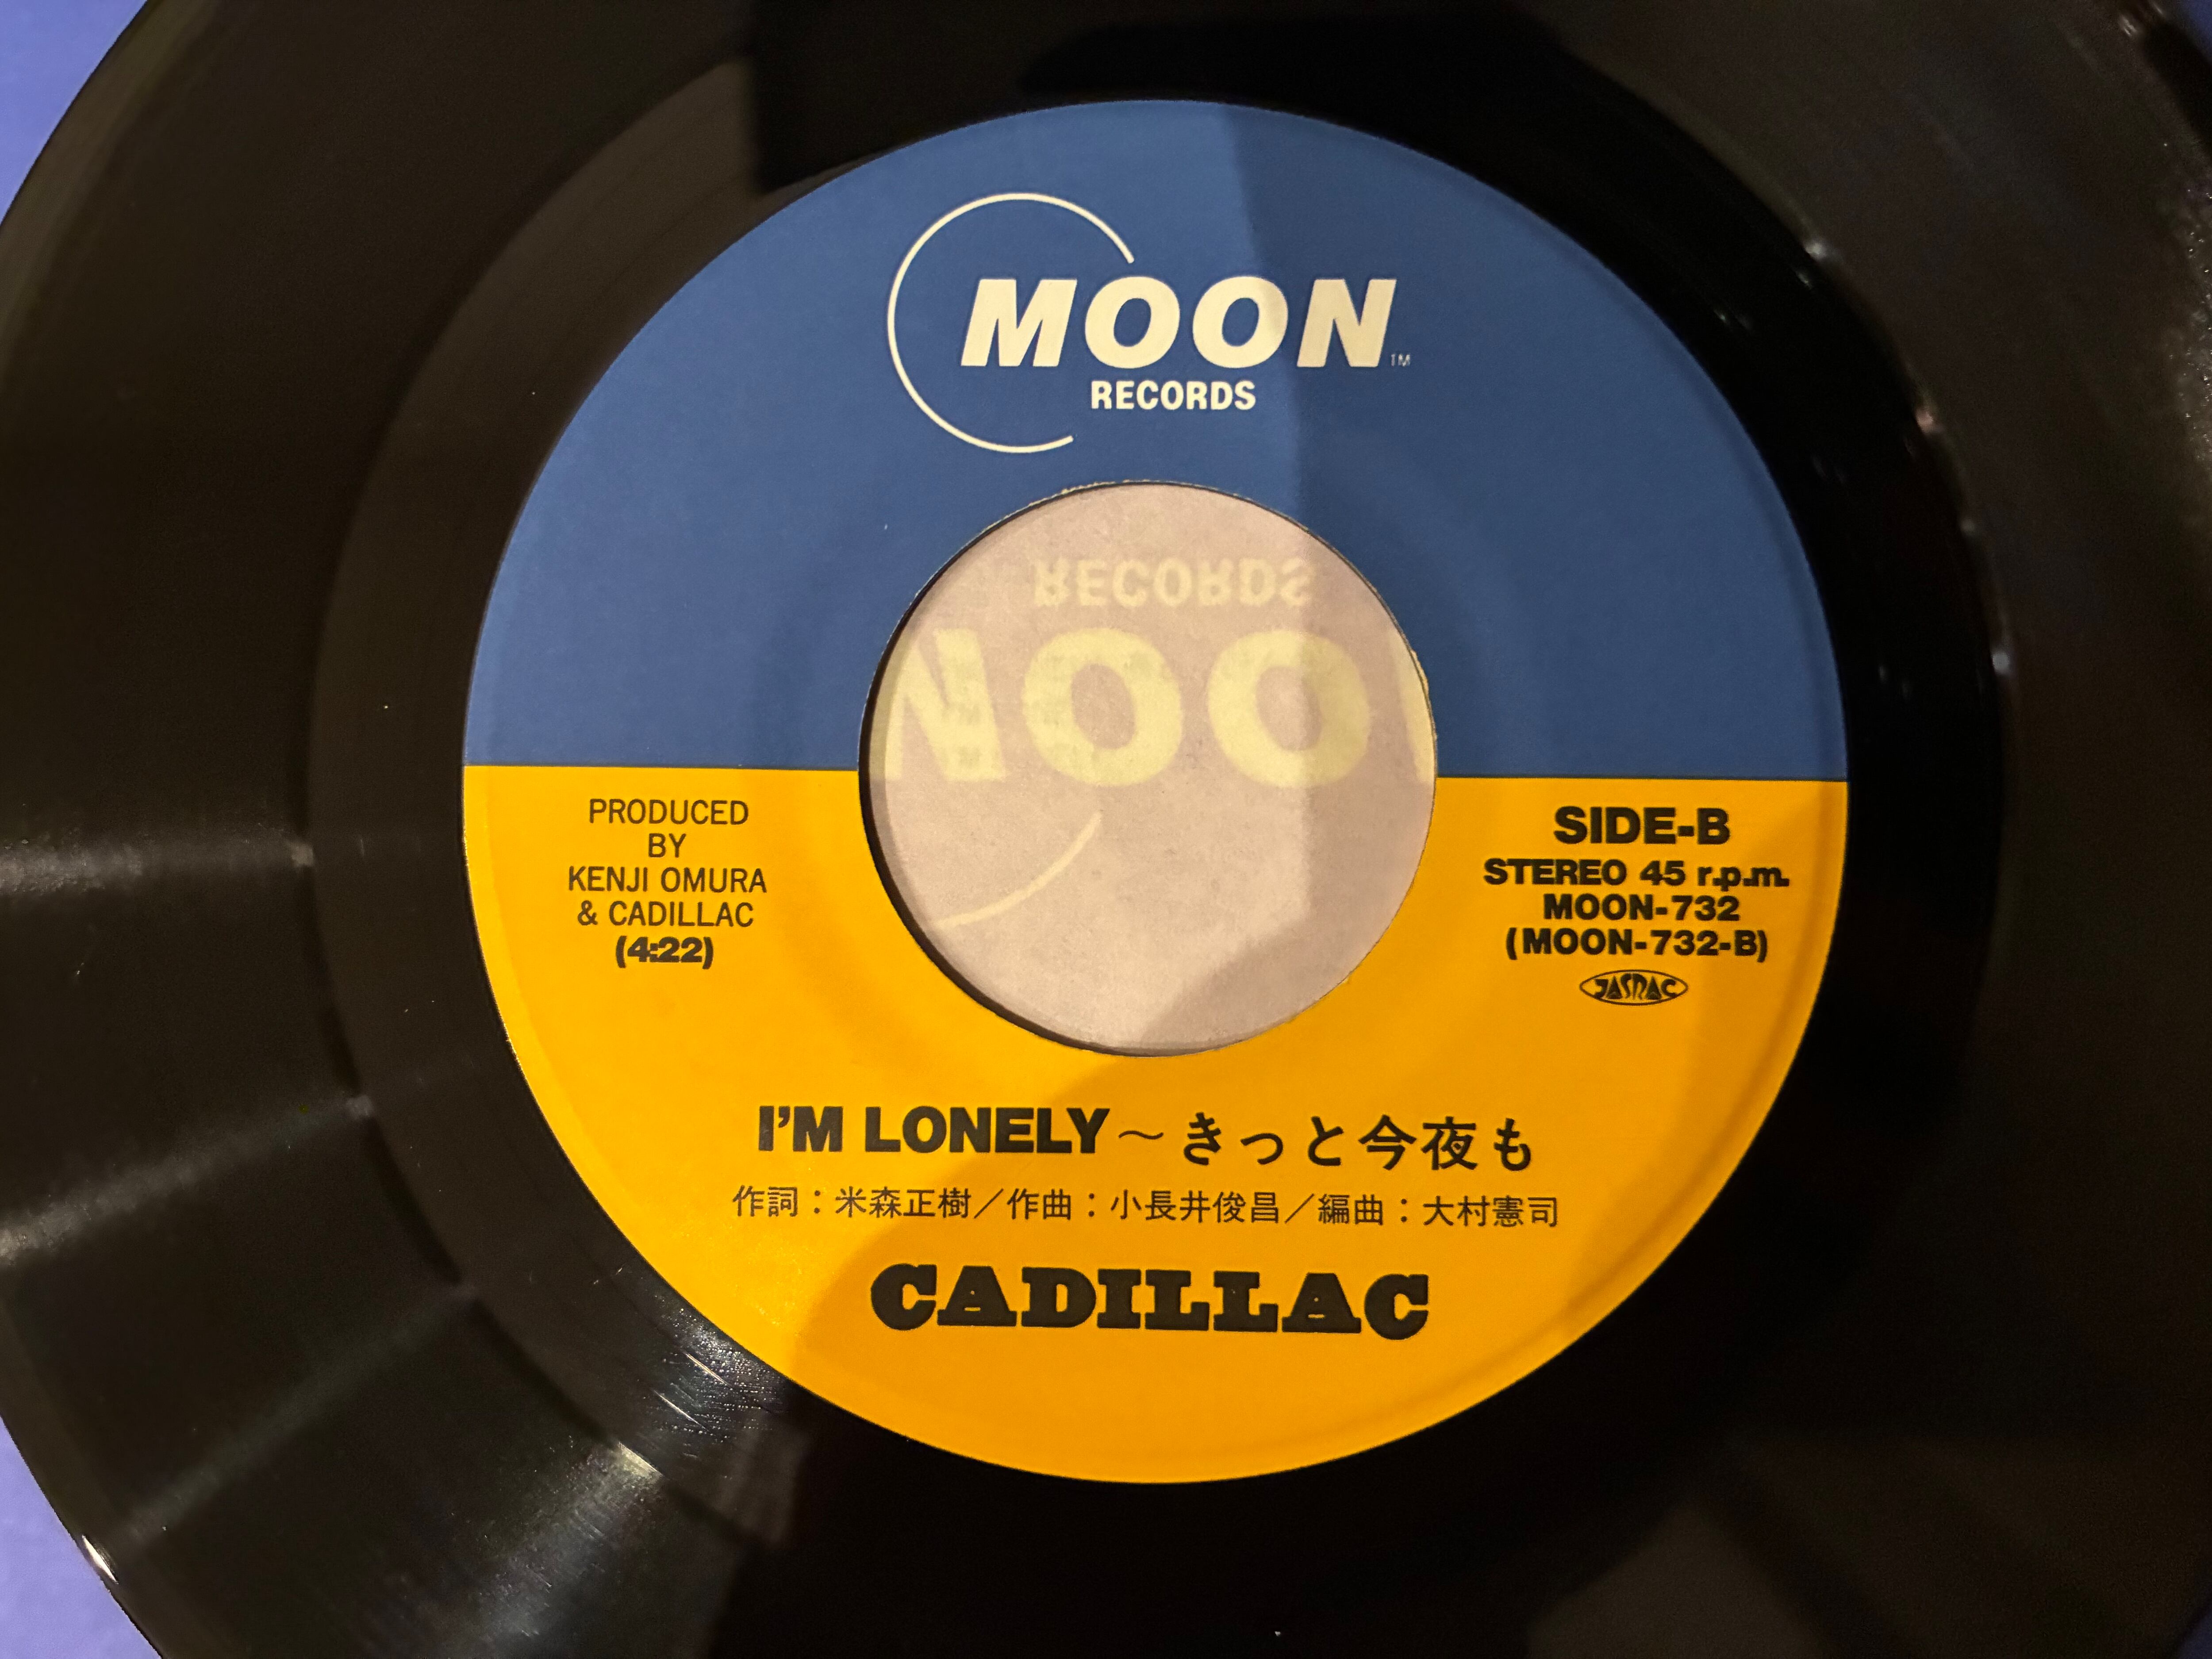 MOON™
RECORDS
RECORDS
MOON
PRODUCED
BY
KENJI OMURA
& CADILLAC
(4:22)
SIDE-B
STEREO 45 r.p.m.
MOON-732
(MOON-732-B)
JASRAC
I'M LONELY～きっと今夜も
作詞：米森正樹／作曲：小長井俊昌／編曲：大村憲司
CADILLAC